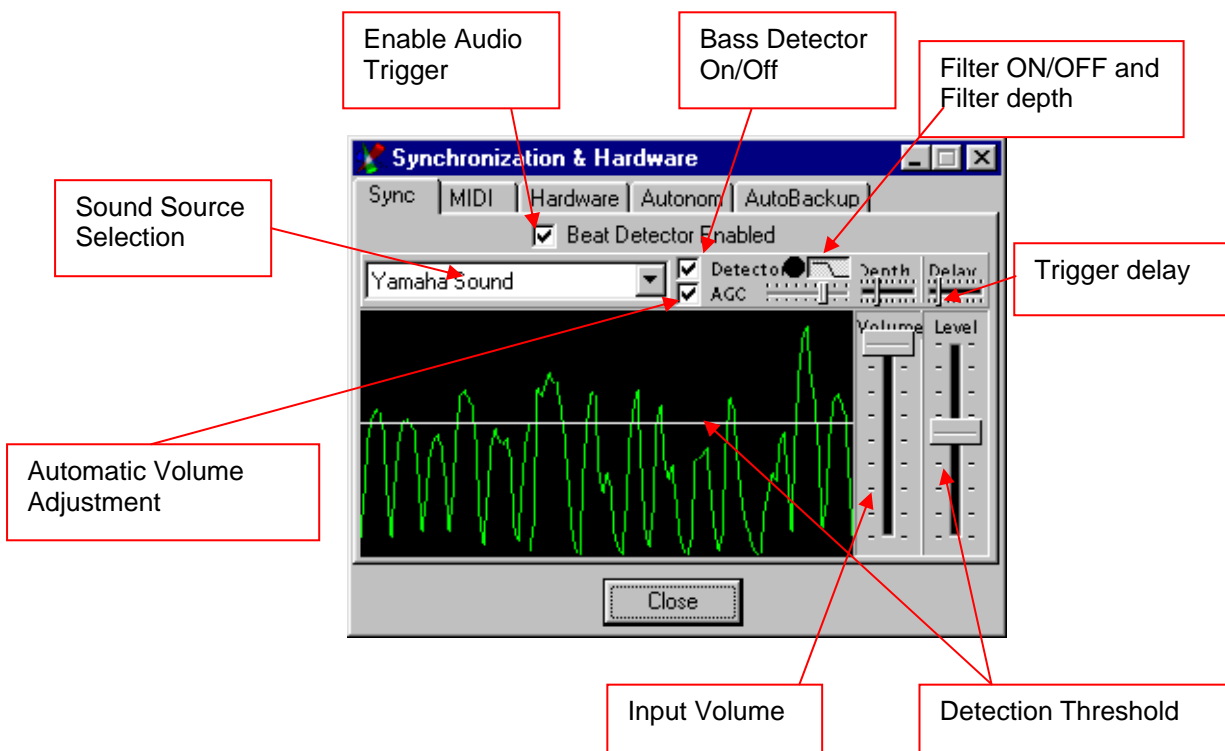 Enable Audio
Trigger
Bass Detector
On/Off
Filter ON/OFF and
Filter depth
Synchronization & Hardware
Sync MIDI Hardware Autonom AutoBackup
Sound Source
Selection
Beat Detector Enabled
Yamaha Sound
Detector
Depth
Delay
AGC
Trigger delay
Volume
Level
Automatic Volume
Adjustment
Close
Input Volume
Detection Threshold